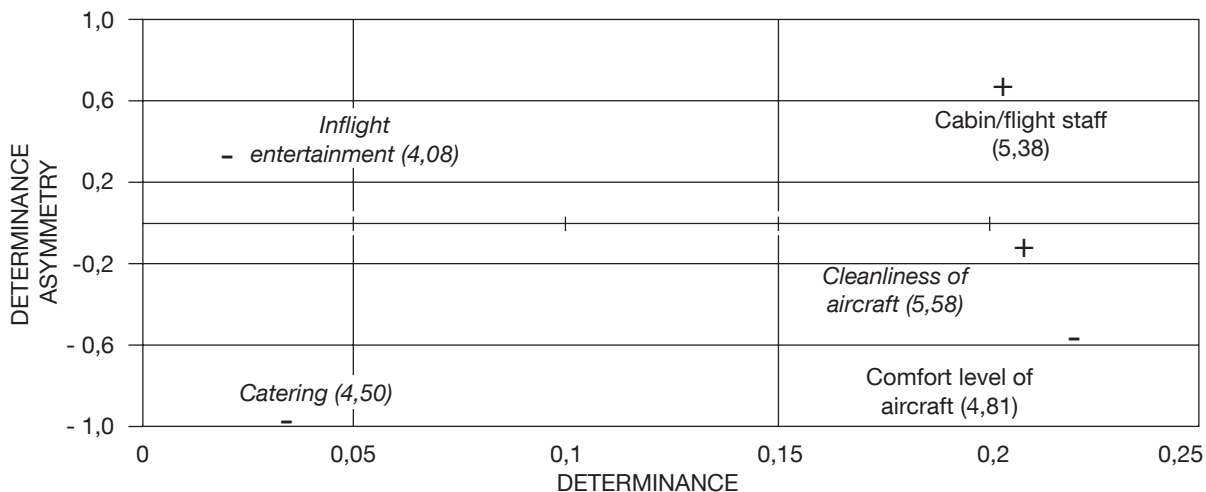 1,0
0,6
0,2
-0,2
- 0,6
- 1,0
DETERMINANCE
ASYMMETRY
Inflight
entertainment (4,08)
-
+
Cabin/flight staff
(5,38)
+
Cleanliness of
aircraft (5,58)
-
Catering (4,50)
-
Comfort level of
aircraft (4,81)
0
0,05
0,1
0,15
0,2
0,25
DETERMINANCE